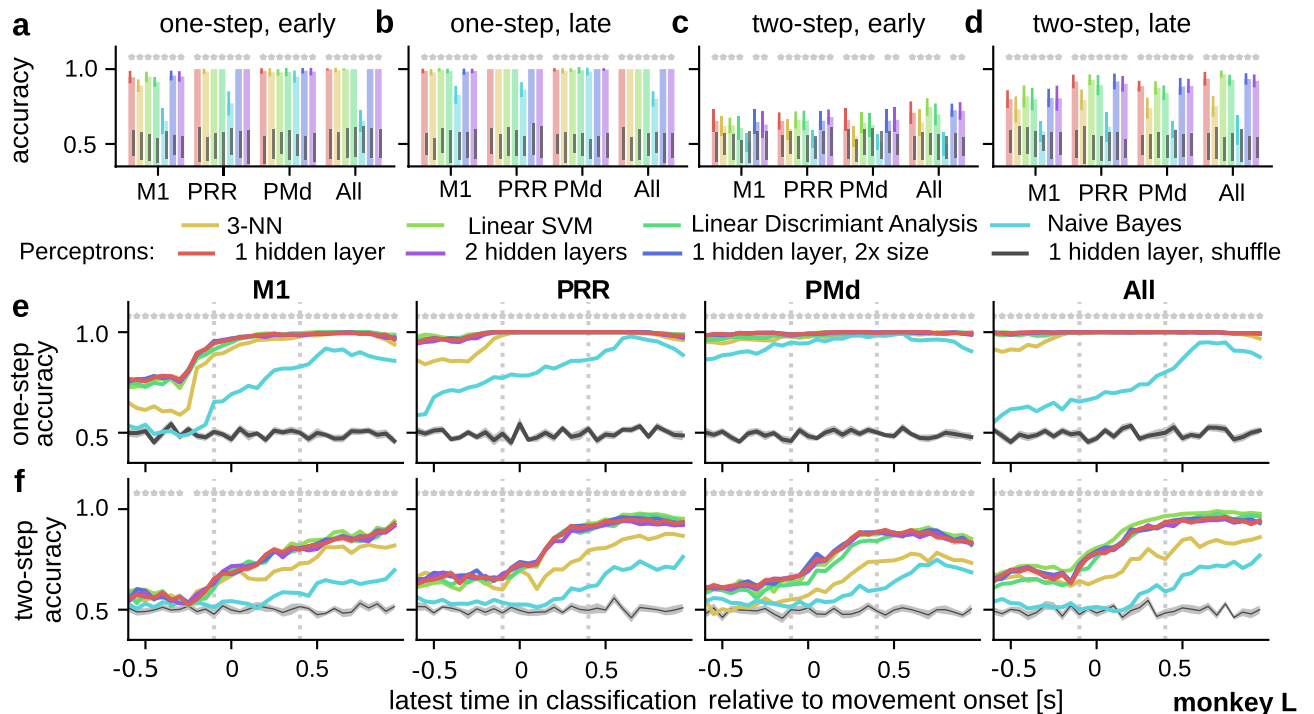 a one-step, early b one-step, late c two-step, early d two-step, late
accuracy
1.0
0.5
M1 PRR PMd All M1 PRR PMd All M1 PRR PMd All M1 PRR PMd All
3-NN Linear SVM Linear Discrimiant Analysis Naive Bayes
Perceptrons: 1 hidden layer 2 hidden layers 1 hidden layer, 2x size 1 hidden layer, shuffle
M1 PRR PMd All
e
one-step
accuracy
1.0
0.5
f
two-step
accuracy
1.0
0.5
-0.5 0 0.5 -0.5 0 0.5 -0.5 0 0.5 -0.5 0 0.5
latest time in classification relative to movement onset [s]
monkey L